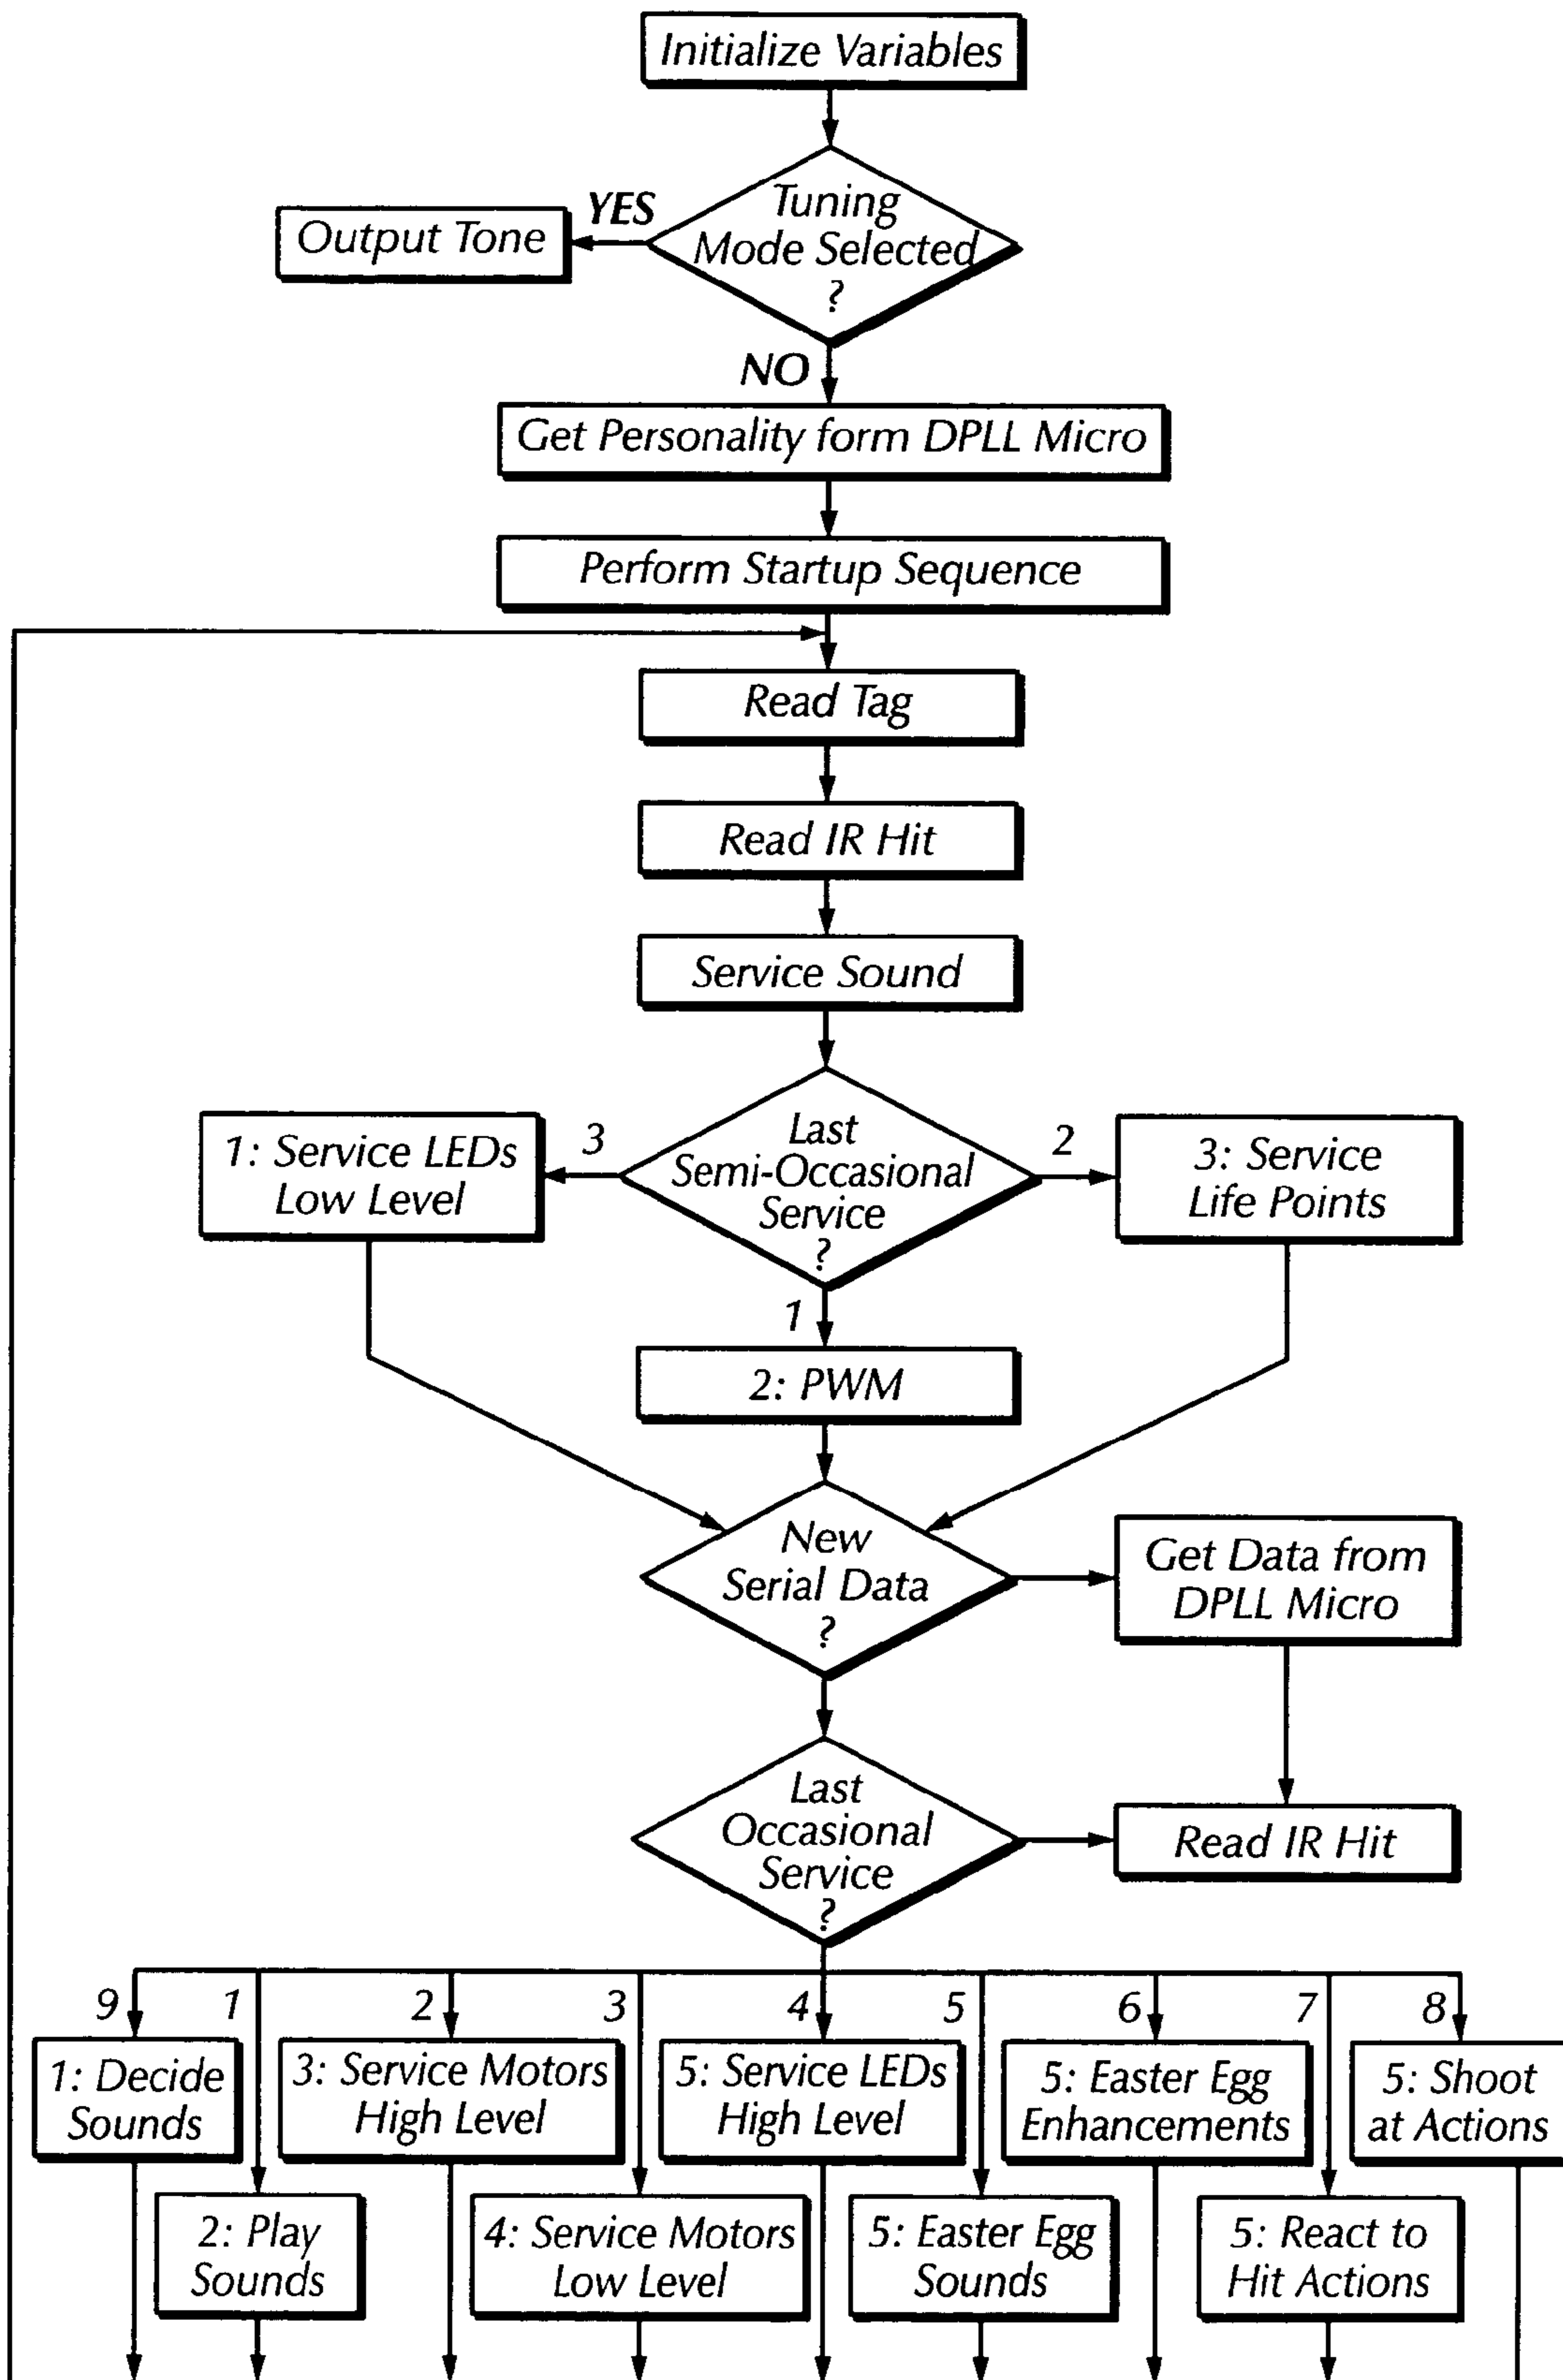 Initialize Variables
Tuning
Mode Selected
?
YES
Output Tone
NO
Get Personality form DPLL Micro
Perform Startup Sequence
Read Tag
Read IR Hit
Service Sound
Last
Semi-Occasional
Service
?
3
1: Service LEDs
Low Level
2
3: Service
Life Points
1
2: PWM
New
Serial Data
?
Get Data from
DPLL Micro
Last
Occasional
Service
?
Read IR Hit
9
1
2
3
4
5
6
7
8
1: Decide
Sounds
3: Service Motors
High Level
5: Service LEDs
High Level
5: Easter Egg
Enhancements
5: Shoot
at Actions
2: Play
Sounds
4: Service Motors
Low Level
5: Easter Egg
Sounds
5: React to
Hit Actions